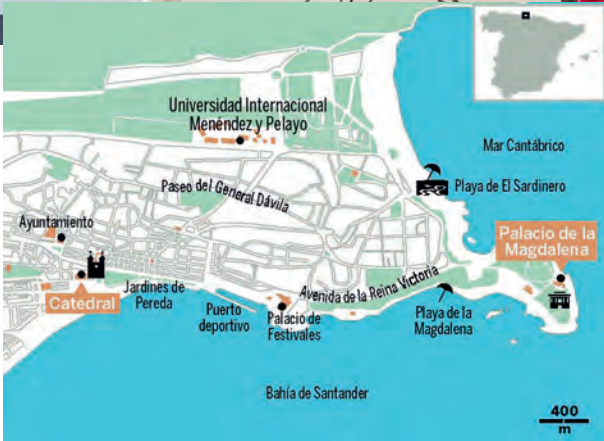 Universidad Internacional
Menéndez y Pelayo
Mar Cantábrico
Paseo del General Dávila
Playa de El Sardinero
Ayuntamiento
Palacio de la
Magdalena
Catedral
Jardines de
Pereda
Puerto
deportivo
Palacio de
Festivales
Avenida de la Reina Victoria
Playa de la
Magdalena
Bahía de Santander
400
m